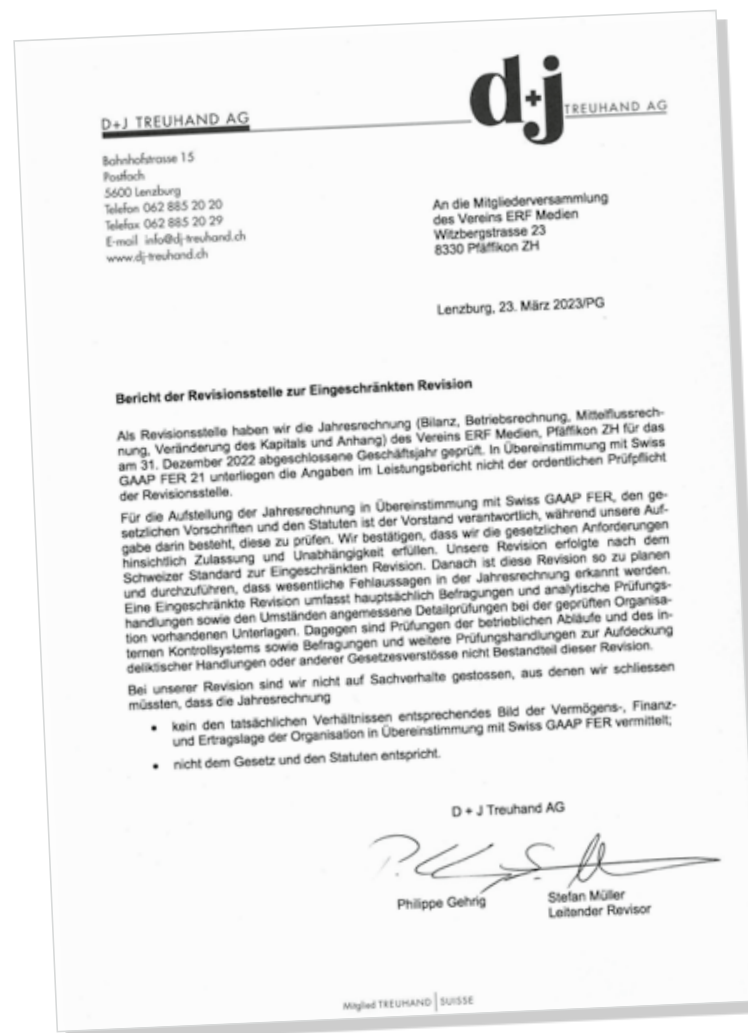 D+J TREUHAND AG
d+j TREUHAND AG
Bahnhofstrasse 15
Postfach
5600 Lenzburg
Telefon 062 885 20 20
Telefax 062 885 20 29
E-mail info@dj-treuhand.ch
www.dj-treuhand.ch
An die Mitgliederversammlung
des Vereins ERF Medien
Witzbergstrasse 23
8330 Pfäffikon ZH
Lenzburg, 23. März 2023/PG
Bericht der Revisionsstelle zur Eingeschränkten Revision
Als Revisionsstelle haben wir die Jahresrechnung (Bilanz, Betriebsrechnung, Mittelflussrech-
nung, Veränderung des Kapitals und Anhang) des Vereins ERF Medien, Pfäffikon ZH für das
am 31. Dezember 2022 abgeschlossene Geschäftsjahr geprüft. In Übereinstimmung mit Swiss
GAAP FER 21 unterliegen die Angaben im Leistungsbericht nicht der ordentlichen Prüfpflicht
der Revisionsstelle.
Für die Aufstellung der Jahresrechnung in Übereinstimmung mit Swiss GAAP FER, den ge-
setzlichen Vorschriften und den Statuten ist der Vorstand verantwortlich, während unsere Auf-
gabe darin besteht, diese zu prüfen. Wir bestätigen, dass wir die gesetzlichen Anforderungen
hinsichtlich Zulassung und Unabhängigkeit erfüllen. Unsere Revision erfolgte nach dem
Schweizer Standard zur Eingeschränkten Revision. Danach ist diese Revision so zu planen
und durchzuführen, dass wesentliche Fehlaussagen in der Jahresrechnung erkannt werden.
Eine Eingeschränkte Revision umfasst hauptsächlich Befragungen und analytische Prüfungs-
handlungen sowie den Umständen angemessene Detailprüfungen bei der geprüften Organisa-
tion vorhandenen Unterlagen. Dagegen sind Prüfungen der betrieblichen Abläufe und des in-
ternen Kontrollsystems sowie Befragungen und weitere Prüfungshandlungen zur Aufdeckung
deliktischer Handlungen oder anderer Gesetzesverstösse nicht Bestandteil dieser Revision.
Bei unserer Revision sind wir nicht auf Sachverhalte gestossen, aus denen wir schliessen
müssten, dass die Jahresrechnung
• kein den tatsächlichen Verhältnissen entsprechendes Bild der Vermögens-, Finanz-
und Ertragslage der Organisation in Übereinstimmung mit Swiss GAAP FER vermittelt;
• nicht dem Gesetz und den Statuten entspricht.
D + J Treuhand AG
Philippe Gehrig
Stefan Müller
Leitender Revisor
Mitglied TREUHAND SUISSE